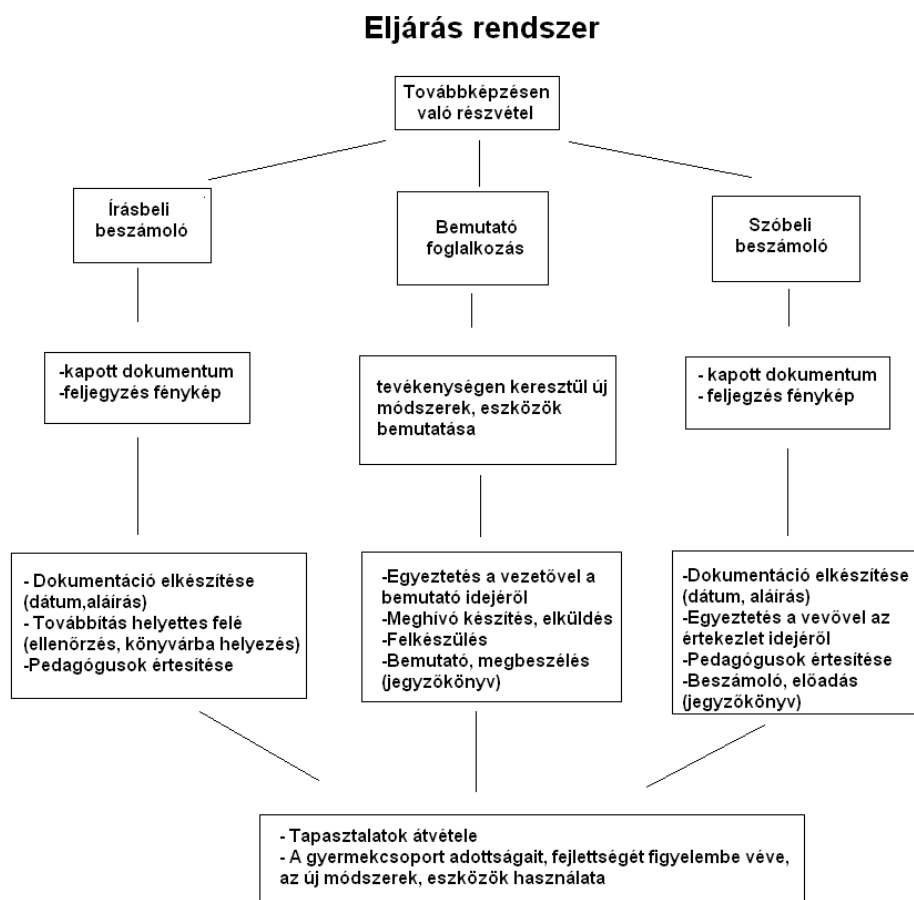 Eljárás rendszer
Továbbképzésen
való részvétel
Írásbeli
beszámoló
Bemutató
foglalkozás
Szóbeli
beszámoló
-kapott dokumentum
-feljegyzés fénykép
tevékenységen keresztül új
módszerek, eszközök
bemutatása
- kapott dokumentum
- feljegzés fénykép
- Dokumentáció elkészítése
(dátum,aláírás)
- Továbbítás helyettes felé
(ellenőrzés, könyvárba helyezés)
-Pedagógusok értesítése
-Egyeztetés a vezetővel a
bemutató idejéről
-Meghívó készítés, elküldés
-Felkészülés
-Bemutató, megbeszélés
(jegyzőkönyv)
-Dokumentáció elkészítése
(dátum, aláírás)
-Egyeztetés a vevővel az
értekezlet idejéről
-Pedagógusok értesítése
-Beszámoló, előadás
(jegyzőkönyv)
- Tapasztalatok átvétele
- A gyermekcsoport adottságait, fejlettségét figyelembe véve,
az új módszerek, eszközök használata